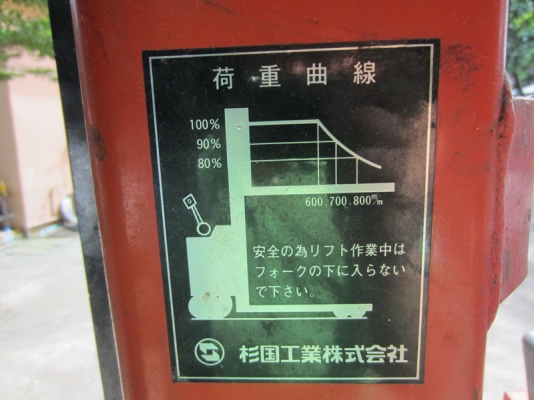 荷重曲線
100%
90%
80%
600.700.800m/m
安全の為リフト作業中は
フォークの下に入らない
で下さい。
杉国工業株式会社